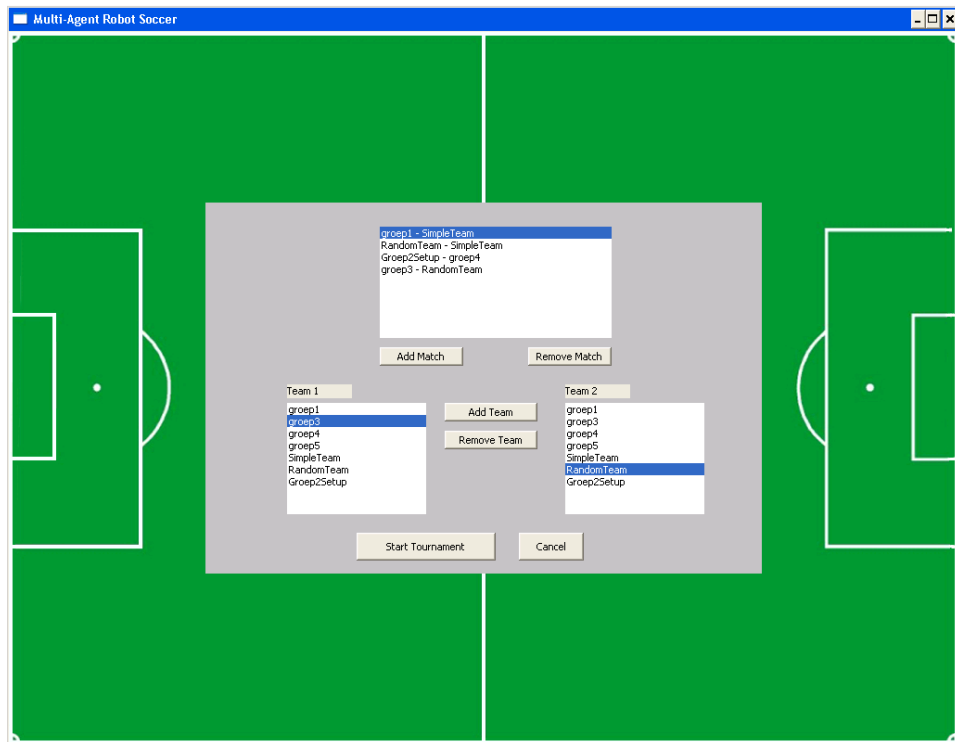 Multi-Agent Robot Soccer
groep1 - SimpleTeam
RandomTeam - SimpleTeam
Groep2Setup - groep4
groep3 - RandomTeam
Add Match
Remove Match
Team 1
groep1
groep3
groep4
groep5
SimpleTeam
RandomTeam
Groep2Setup
Add Team
Remove Team
Team 2
groep1
groep3
groep4
groep5
SimpleTeam
RandomTeam
Groep2Setup
Start Tournament
Cancel